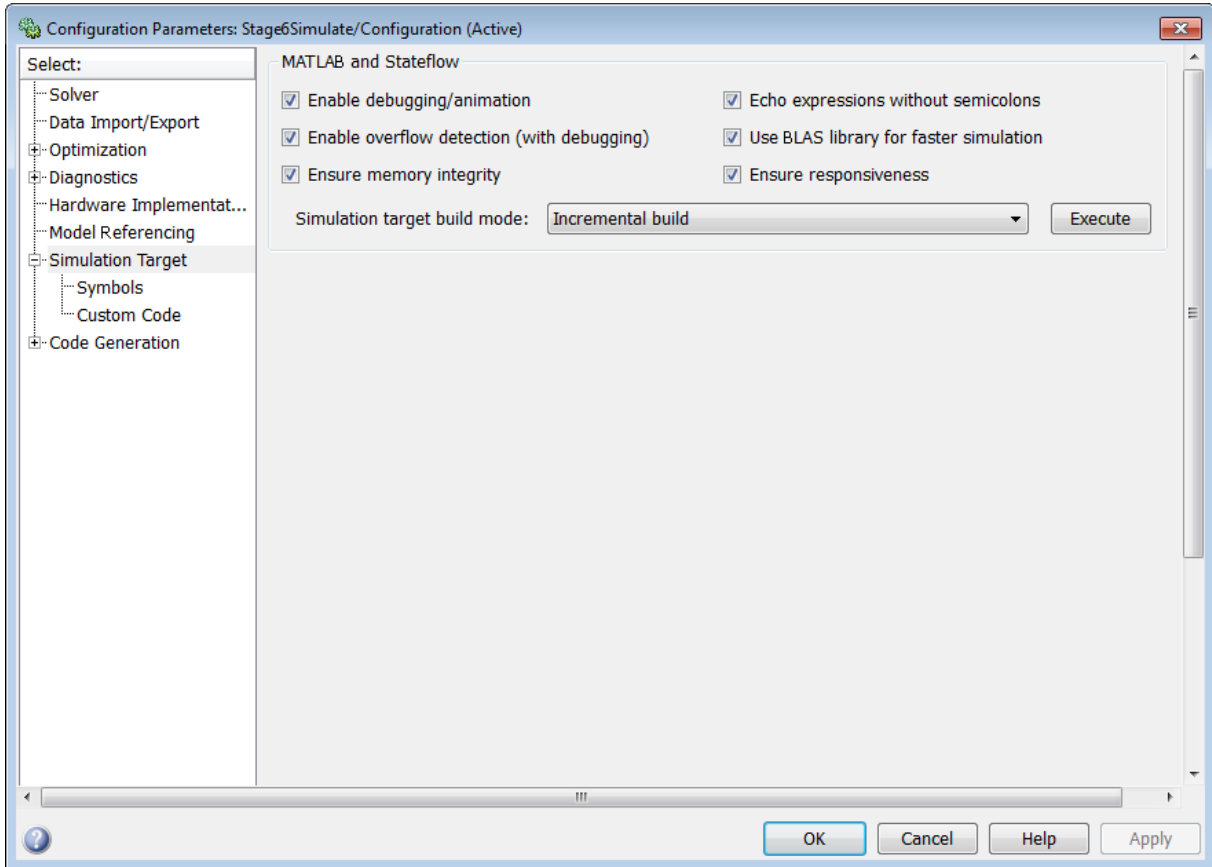 Configuration Parameters: Stage6Simulate/Configuration (Active)
Select:
Solver
Data Import/Export
Optimization
Diagnostics
Hardware Implementat...
Model Referencing
Simulation Target
Symbols
Custom Code
Code Generation
MATLAB and Stateflow
Enable debugging/animation
Echo expressions without semicolons
Enable overflow detection (with debugging)
Use BLAS library for faster simulation
Ensure memory integrity
Ensure responsiveness
Simulation target build mode: Incremental build Execute
OK Cancel Help Apply